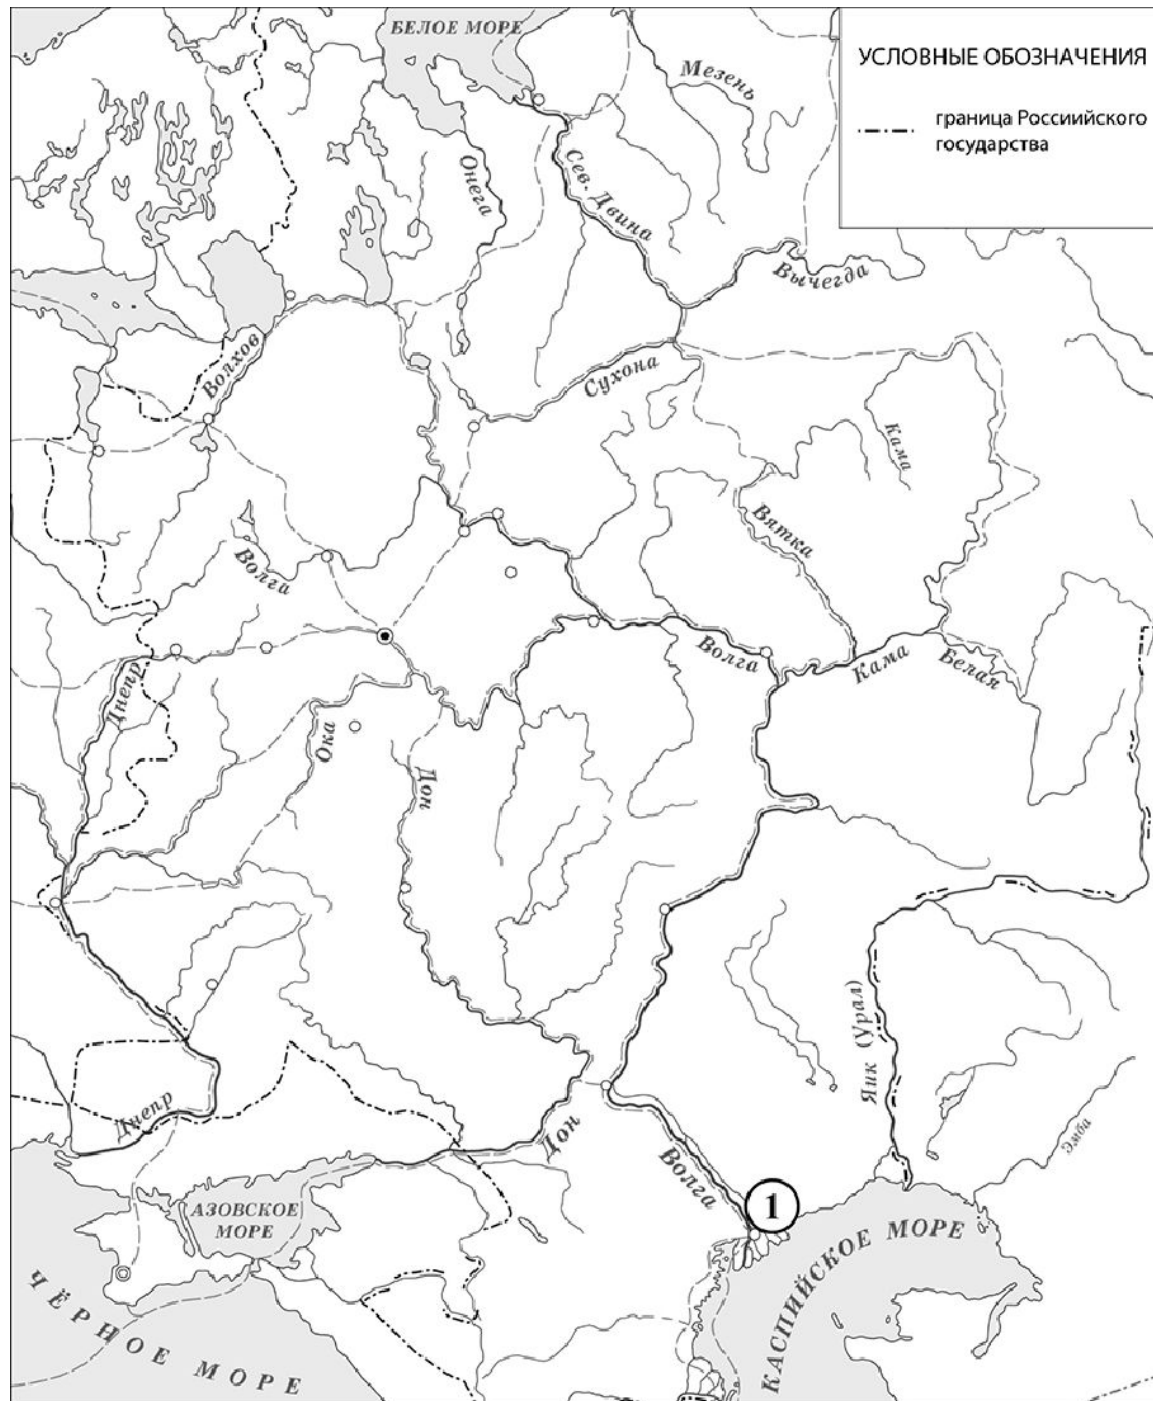 БЕЛОЕ МОРЕ
УСЛОВНЫЕ ОБОЗНАЧЕНИЯ
граница Россиийского
государства
Мезень
Онега
Сев. Двина
Вычегда
Волхов
Сухона
Кама
Вятка
Волга
Волга
Кама
Белая
Днепр
Ока
Дон
Яик (Урал)
Днепр
Дон
Эмба
Волга
1
АЗОВСКОЕ
МОРЕ
КАСПИЙСКОЕ МОРЕ
ЧЁРНОЕ МОРЕ